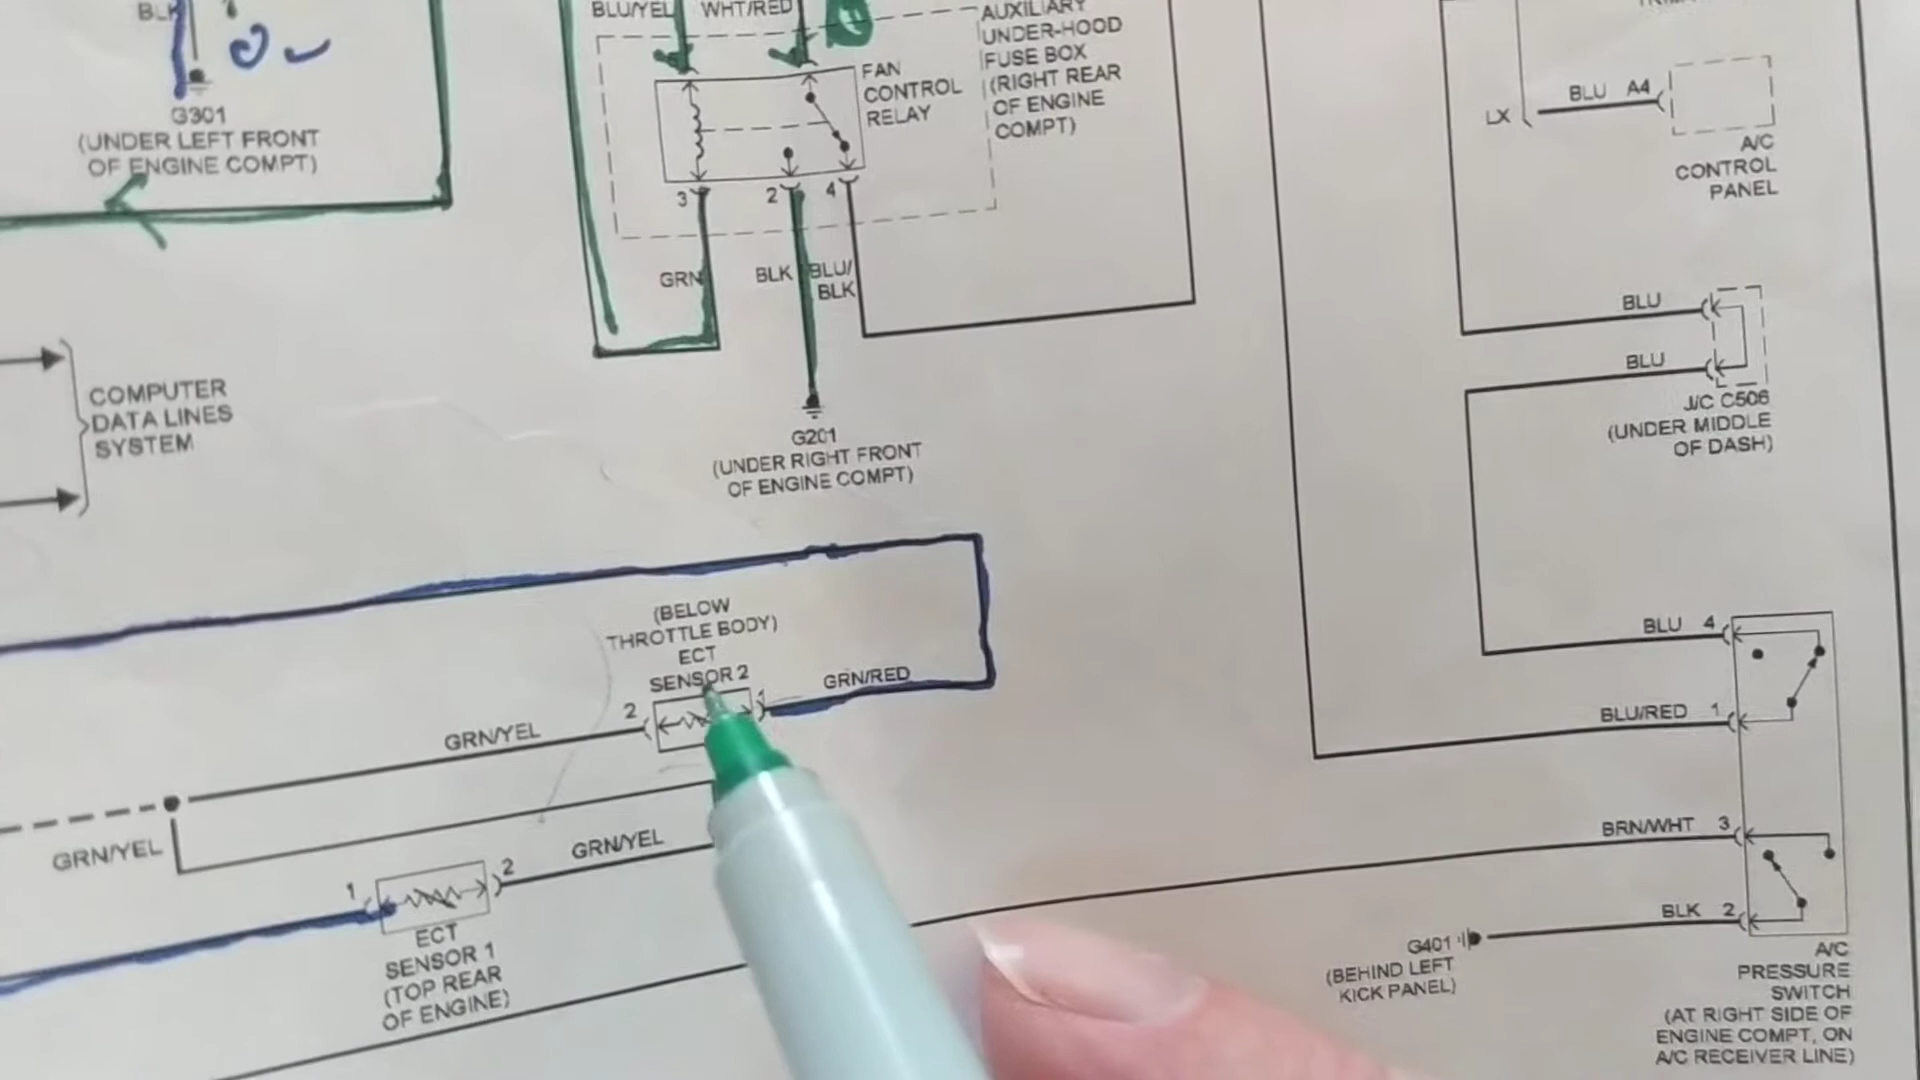 BLK
G301
(UNDER LEFT FRONT
OF ENGINE COMPT)
BLU/YEL
WHT/RED
AUXILIARY
UNDER-HOOD
FUSE BOX
(RIGHT REAR
OF ENGINE
COMPT)
FAN
CONTROL
RELAY
3
2
4
GRN
BLK
BLU/
BLK
G201
(UNDER RIGHT FRONT
OF ENGINE COMPT)
LX
BLU A4
A/C
CONTROL
PANEL
BLU
BLU
J/C C506
(UNDER MIDDLE
OF DASH)
COMPUTER
DATA LINES
SYSTEM
(BELOW
THROTTLE BODY)
ECT
SENSOR 2
2
1
GRN/RED
GRN/YEL
GRN/YEL
GRN/YEL
1
2
ECT
SENSOR 1
(TOP REAR
OF ENGINE)
BLU 4
BLU/RED 1
BRN/WHT 3
BLK 2
G401
(BEHIND LEFT
KICK PANEL)
A/C
PRESSURE
SWITCH
(AT RIGHT SIDE OF
ENGINE COMPT, ON
A/C RECEIVER LINE)